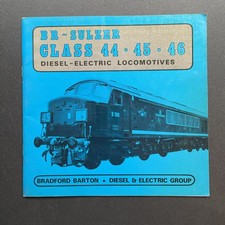 BR-SULZER
CLASS 44·45·46
DIESEL-ELECTRIC LOCOMOTIVES
BRADFORD BARTON • DIESEL & ELECTRIC GROUP